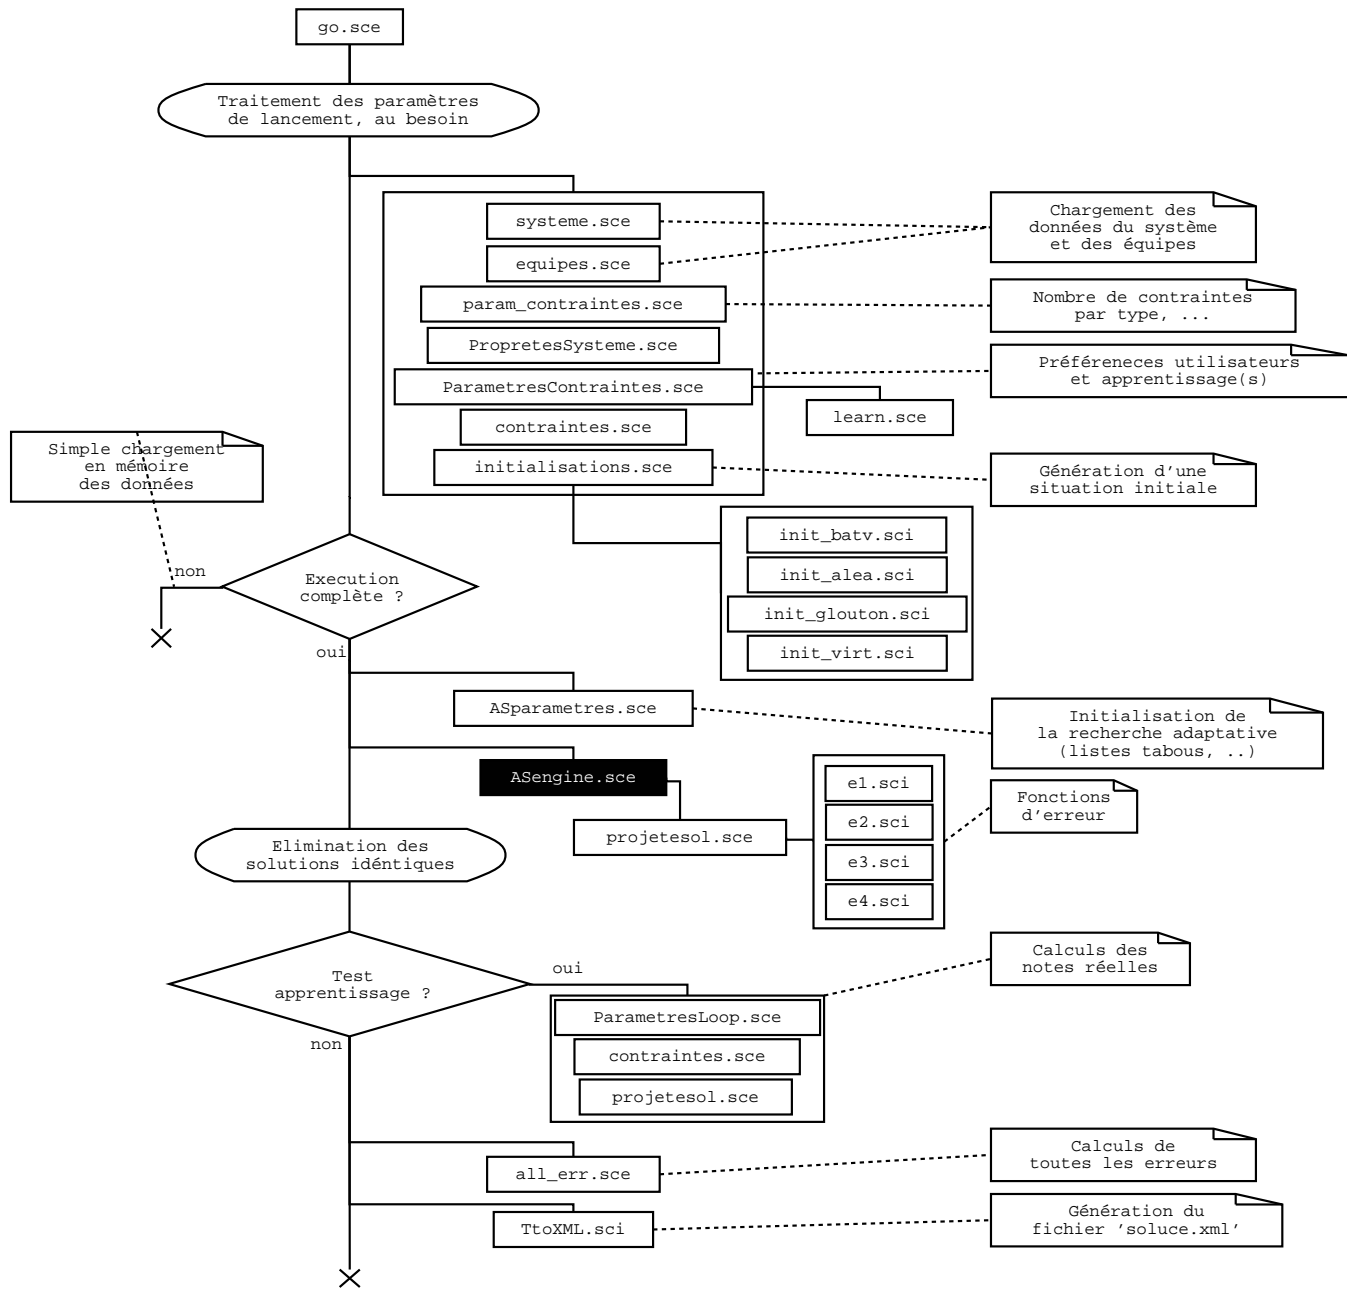 go.sce
Traitement des paramètres
de lancement, au besoin
systeme.sce
equipes.sce
param_contraintes.sce
PropretesSysteme.sce
ParametresContraintes.sce
learn.sce
contraintes.sce
initialisations.sce
Chargement des
données du système
et des équipes
Nombre de contraintes
par type, ...
Préféreneces utilisateurs
et apprentissage(s)
Génération d'une
situation initiale
Simple chargement
en mémoire
des données
init_batv.sci
init_alea.sci
init_glouton.sci
init_virt.sci
non
Execution
complète ?
oui
ASparametres.sce
Initialisation de
la recherche adaptative
(listes tabous, ..)
ASengine.sce
projetesol.sce
e1.sci
e2.sci
e3.sci
e4.sci
Fonctions
d'erreur
Elimination des
solutions idéntiques
Test
apprentissage ?
oui
non
ParametresLoop.sce
contraintes.sce
projetesol.sce
Calculs des
notes réelles
all_err.sce
Calculs de
toutes les erreurs
TtoXML.sci
Génération du
fichier 'soluce.xml'